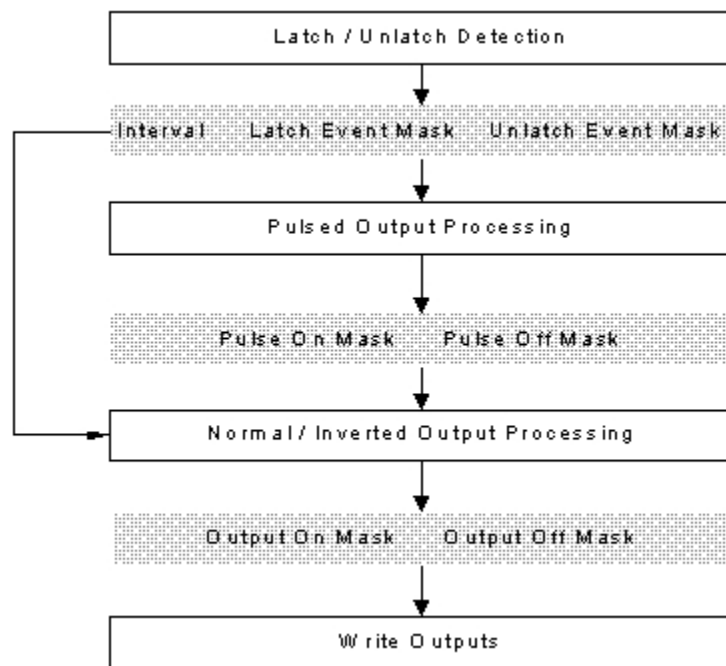 Latch / Unlatch Detection
Interval Latch Event Mask Unlatch Event Mask
Pulsed Output Processing
Pulse On Mask Pulse Off Mask
Normal / Inverted Output Processing
Output On Mask Output Off Mask
Write Outputs